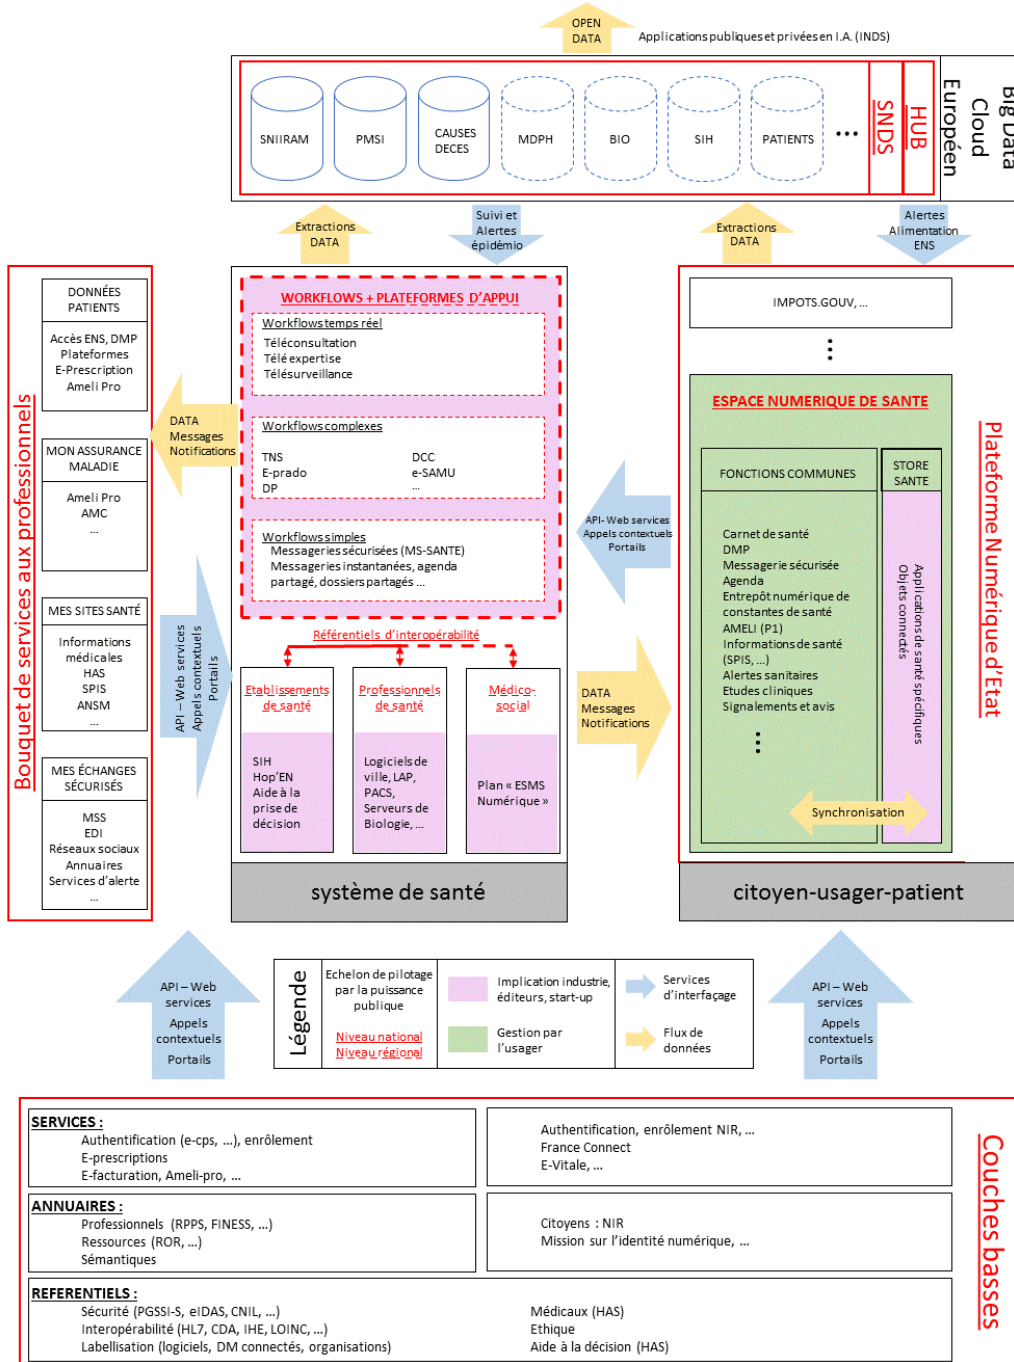 OPEN
DATA
Applications publiques et privées en I.A. (INDS)
SNIIRAM
PMSI
CAUSES
DECES
MDPH
BIO
SIH
PATIENTS
...
SNDS
HUB
Big Data
Cloud
Européen
Extractions
DATA
Suivi et
Alertes
épidémio
Extractions
DATA
Alertes
Alimentation
ENS
Bouquet de services aux professionnels
DONNÉES
PATIENTS
Accès ENS, DMP
Plateformes
E-Prescription
Ameli Pro
MON ASSURANCE
MALADIE
Ameli Pro
AMC
...
MES SITES SANTÉ
Informations
médicales
HAS
SPIS
ANSM
...
MES ÉCHANGES
SÉCURISÉS
MSS
EDI
Réseaux sociaux
Annuaires
Services d'alerte
...
DATA
Messages
Notifications
API – Web services
Appels contextuels
Portails
WORKFLOWS + PLATEFORMES D'APPUI
Workflows temps réel
Téléconsultation
Télé expertise
Télésurveillance
Workflows complexes
TNS DCC
E-prado e-SAMU
DP ...
Workflows simples
Messageries sécurisées (MS-SANTE)
Messageries instantanées, agenda
partagé, dossiers partagés ...
Référentiels d'interopérabilité
Etablissements
de santé
SIH
Hop'EN
Aide à la
prise de
décision
Professionnels
de santé
Logiciels de
ville, LAP,
PACS,
Serveurs de
Biologie, ...
Médico-
social
Plan « ESMS
Numérique »
système de santé
API- Web services
Appels contextuels
Portails
DATA
Messages
Notifications
IMPOTS.GOUV, ...
...
ESPACE NUMERIQUE DE SANTE
FONCTIONS COMMUNES
Carnet de santé
DMP
Messagerie sécurisée
Agenda
Entrepôt numérique de
constantes de santé
AMELI (P1)
Informations de santé
(SPIS, ...)
Alertes sanitaires
Etudes cliniques
Signalements et avis
...
STORE
SANTE
Applications de santé spécifiques
Objets connectés
Synchronisation
Plateforme Numérique d'Etat
citoyen-usager-patient
API – Web
services
Appels
contextuels
Portails
Légende
Echelon de pilotage
par la puissance
publique
Niveau national
Niveau régional
Implication industrie,
éditeurs, start-up
Gestion par
l'usager
Services
d'interfaçage
Flux de
données
API – Web
services
Appels
contextuels
Portails
Couches basses
SERVICES :
Authentification (e-cps, ...), enrôlement
E-prescriptions
E-facturation, Ameli-pro, ...
Authentification, enrôlement NIR, ...
France Connect
E-Vitale, ...
ANNUAIRES :
Professionnels (RPPS, FINESS, ...)
Ressources (ROR, ...)
Sémantiques
Citoyens : NIR
Mission sur l'identité numérique, ...
REFERENTIELS :
Sécurité (PGSSI-S, eIDAS, CNIL, ...)
Interopérabilité (HL7, CDA, IHE, LOINC, ...)
Labellisation (logiciels, DM connectés, organisations)
Médicaux (HAS)
Ethique
Aide à la décision (HAS)